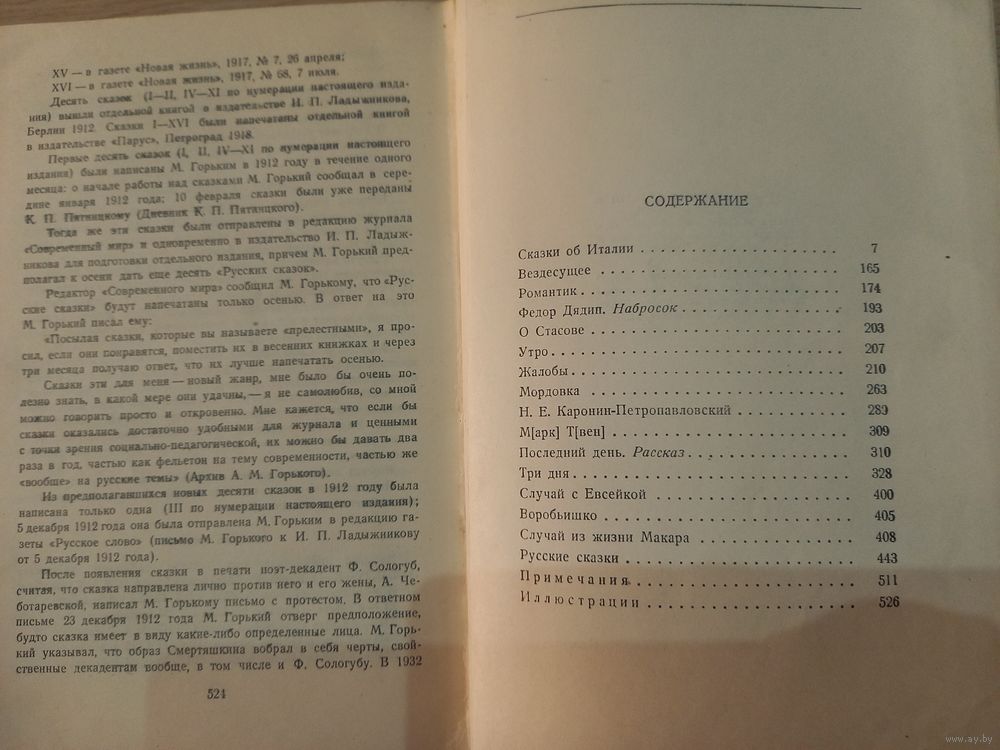 XV — в газете «Новая жизнь», 1917, № 7, 26 апреля;
XVI — в газете «Новая жизнь», 1917, № 68, 7 июля.
Десять сказок (I—II, IV—XI по нумерации настоящего изда-
ния) вышли отдельной книгой в издательстве И. П. Ладыжникова,
Берлин 1912. Сказки I—XVI были напечатаны отдельной книгой
в издательстве «Парус», Петроград 1918.
Первые десять сказок (I, II, IV—XI по нумерации настоящего
издания) были написаны М. Горьким в 1912 году в течение одного
месяца: о начале работы над сказками М. Горький сообщал в сере-
дине января 1912 года; 10 февраля сказки были уже переданы
К. П. Пятницкому (Дневник К. П. Пятницкого).
Тогда же эти сказки были отправлены в редакцию журнала
«Современный мир» и одновременно в издательство И. П. Ладыж-
никова для подготовки отдельного издания, причем М. Горький пред-
полагал к осени дать еще десять «Русских сказок».
Редактор «Современного мира» сообщил М. Горькому, что «Рус-
ские сказки» будут напечатаны только осенью. В ответ на это
М. Горький писал ему:
«Посылая сказки, которые вы называете «прелестными», я про-
сил, если они понравятся, поместить их в весенних книжках и через
три месяца получаю ответ, что их лучше напечатать осенью.
Сказки эти для меня — новый жанр, мне было бы очень по-
лезно знать, в какой мере они удачны, — я не самолюбив, со мной
можно говорить просто и откровенно. Мне кажется, что если бы
сказки оказались достаточно удобными для журнала и ценными
с точки зрения социально-педагогической, их можно бы давать два
раза в год, частью как фельетон на тему современности, частью же
«вообще» на русские темы» (Архив А. М. Горького).
Из предполагавшихся новых десяти сказок в 1912 году была
написана только одна (III по нумерации настоящего издания);
5 декабря 1912 года она была отправлена М. Горьким в редакцию га-
зеты «Русское слово» (письмо М. Горького к И. П. Ладыжникову
от 5 декабря 1912 года).
После появления сказки в печати поэт-декадент Ф. Сологуб,
считая, что сказка направлена лично против него и его жены, А. Че-
ботаревской, написал М. Горькому письмо с протестом. В ответном
письме 23 декабря 1912 года М. Горький отверг предположение,
будто сказка имеет в виду какие-либо определенные лица. М. Горь-
кий указывал, что образ Смертяшкина вобрал в себя черты, свой-
ственные декадентам вообще, в том числе и Ф. Сологубу. В 1932
524
СОДЕРЖАНИЕ
Сказки об Италии . . . . . . . . . . . . . . . . . 7
Вездесущее . . . . . . . . . . . . . . . . . . . . 165
Романтик . . . . . . . . . . . . . . . . . . . . . 174
Федор Дядин. Набросок . . . . . . . . . . . . . . 193
О Стасове . . . . . . . . . . . . . . . . . . . . . 203
Утро . . . . . . . . . . . . . . . . . . . . . . . 207
Жалобы . . . . . . . . . . . . . . . . . . . . . . 210
Мордовка . . . . . . . . . . . . . . . . . . . . . 263
Н. Е. Каронин-Петропавловский . . . . . . . . . . 289
М[арк] Т[вен] . . . . . . . . . . . . . . . . . . . 309
Последний день. Рассказ . . . . . . . . . . . . . . 310
Три дня . . . . . . . . . . . . . . . . . . . . . . 328
Случай с Евсейкой . . . . . . . . . . . . . . . . . 400
Воробьишко . . . . . . . . . . . . . . . . . . . . 405
Случай из жизни Макара . . . . . . . . . . . . . . 408
Русские сказки . . . . . . . . . . . . . . . . . . 443
Примечания . . . . . . . . . . . . . . . . . . . . 511
Иллюстрации . . . . . . . . . . . . . . . . . . . 526
www.ay.by